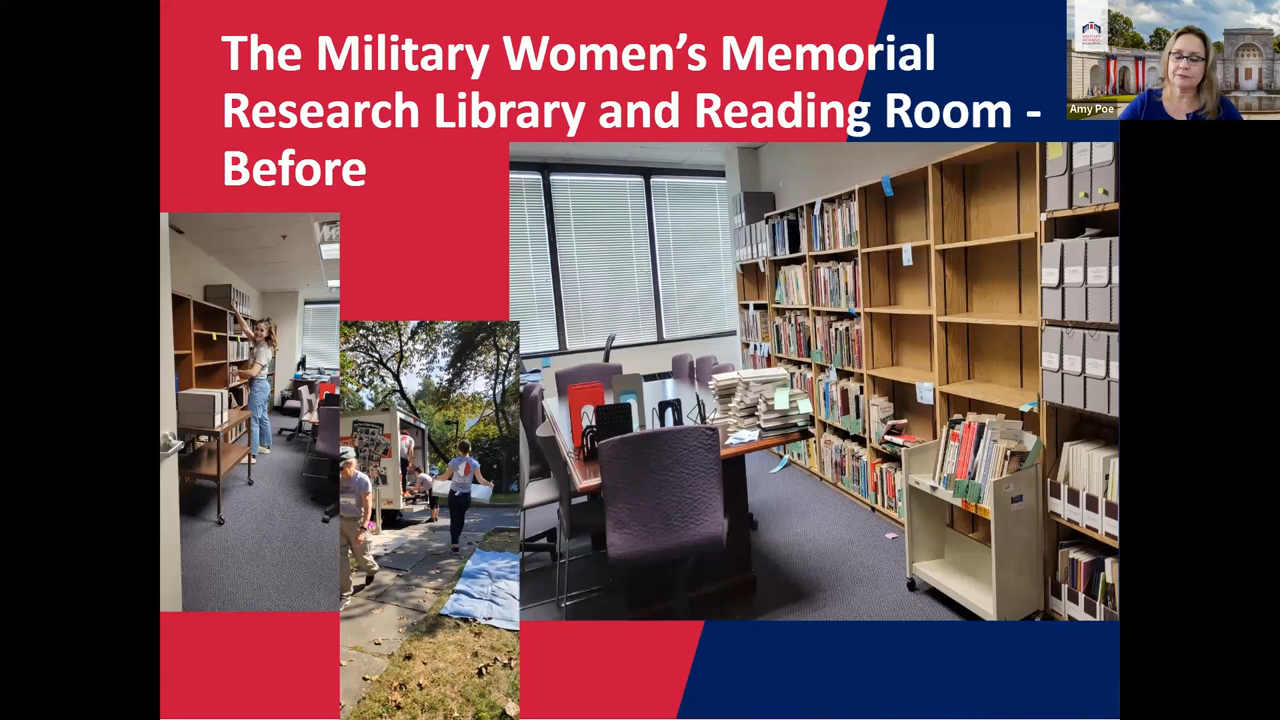 The Military Women's Memorial
Research Library and Reading Room -
Before
Amy Poe